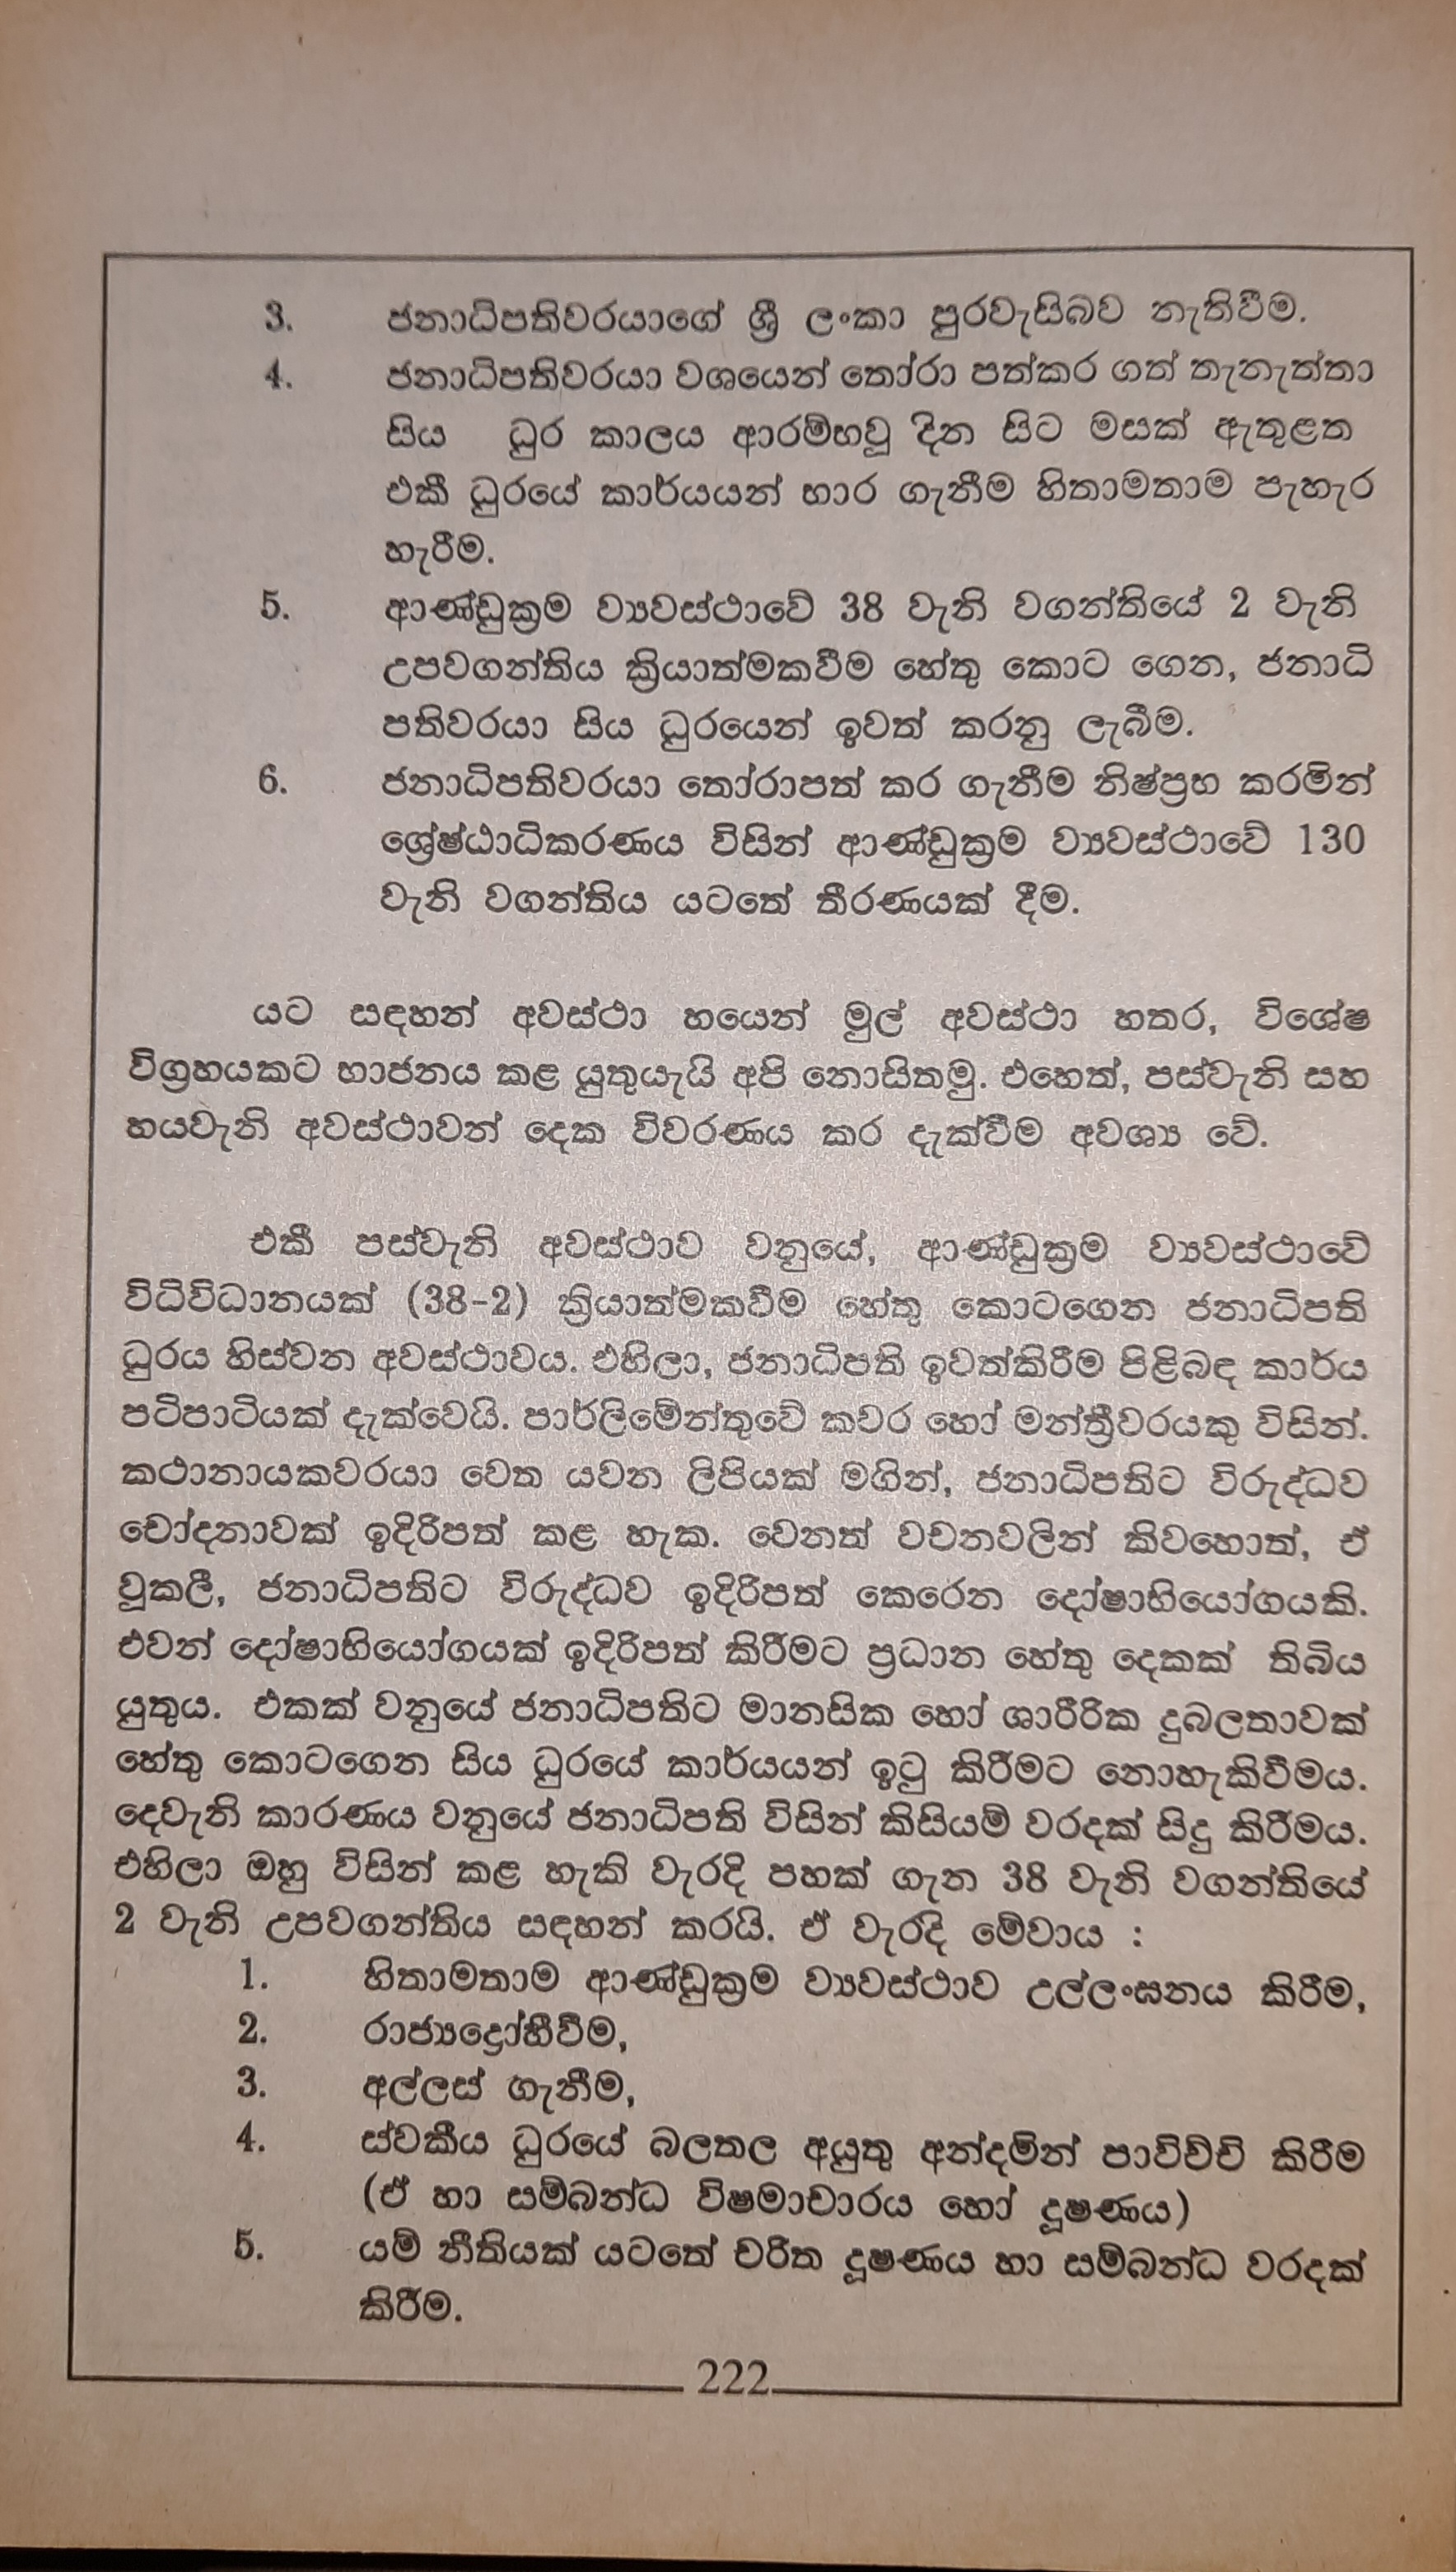 3. ජනාධිපතිවරයාගේ ශ්‍රී ලංකා පුරවැසිබව නැතිවීම.
4. ජනාධිපතිවරයා වශයෙන් තෝරා පත්කර ගත් තැනැත්තා
සිය ධුර කාලය ආරම්භවූ දින සිට මසක් ඇතුළත
එකී ධුරයේ කාර්යයන් භාර ගැනීම හිතාමතාම පැහැර
හැරීම.
5. ආණ්ඩුක්‍රම ව්‍යවස්ථාවේ 38 වැනි වගන්තියේ 2 වැනි
උපවගන්තිය ක්‍රියාත්මකවීම හේතු කොට ගෙන, ජනාධි
පතිවරයා සිය ධුරයෙන් ඉවත් කරනු ලැබීම.
6. ජනාධිපතිවරයා තෝරාපත් කර ගැනීම නිෂ්ප්‍රභ කරමින්
ශ්‍රේෂ්ඨාධිකරණය විසින් ආණ්ඩුක්‍රම ව්‍යවස්ථාවේ 130
වැනි වගන්තිය යටතේ තීරණයක් දීම.
යට සඳහන් අවස්ථා හයෙන් මුල් අවස්ථා හතර, විශේෂ
විග්‍රහයකට භාජනය කළ යුතුයැයි අපි නොසිතමු. එහෙත්, පස්වැනි සහ
හයවැනි අවස්ථාවන් දෙක විවරණය කර දැක්වීම අවශ්‍ය වේ.
එකී පස්වැනි අවස්ථාව වනුයේ, ආණ්ඩුක්‍රම ව්‍යවස්ථාවේ
විධිවිධානයක් (38-2) ක්‍රියාත්මකවීම හේතු කොටගෙන ජනාධිපති
ධුරය හිස්වන අවස්ථාවය. එහිලා, ජනාධිපති ඉවත්කිරීම පිළිබඳ කාර්ය
පටිපාටියක් දැක්වෙයි. පාර්ලිමේන්තුවේ කවර හෝ මන්ත්‍රීවරයකු විසින්.
කථානායකවරයා වෙත යවන ලිපියක් මගින්, ජනාධිපතිට විරුද්ධව
චෝදනාවක් ඉදිරිපත් කළ හැක. වෙනත් වචනවලින් කිවහොත්, ඒ
වූකලී, ජනාධිපතිට විරුද්ධව ඉදිරිපත් කෙරෙන දෝෂාභියෝගයකි.
එවන් දෝෂාභියෝගයක් ඉදිරිපත් කිරීමට ප්‍රධාන හේතු දෙකක් තිබිය
යුතුය. එකක් වනුයේ ජනාධිපතිට මානසික හෝ ශාරීරික දුබලතාවක්
හේතු කොටගෙන සිය ධුරයේ කාර්යයන් ඉටු කිරීමට නොහැකිවීමය.
දෙවැනි කාරණය වනුයේ ජනාධිපති විසින් කිසියම් වරදක් සිදු කිරීමය.
එහිලා ඔහු විසින් කළ හැකි වැරදි පහක් ගැන 38 වැනි වගන්තියේ
2 වැනි උපවගන්තිය සඳහන් කරයි. ඒ වැරදි මේවාය :
1. හිතාමතාම ආණ්ඩුක්‍රම ව්‍යවස්ථාව උල්ලංඝනය කිරීම,
2. රාජ්‍යද්‍රෝහීවීම,
3. අල්ලස් ගැනීම,
4. ස්වකීය ධුරයේ බලතල අයුතු අන්දමින් පාවිච්චි කිරීම
(ඒ හා සම්බන්ධ විෂමාචාරය හෝ දූෂණය)
5. යම් නීතියක් යටතේ චරිත දූෂණය හා සම්බන්ධ වරදක්
කිරීම.
222